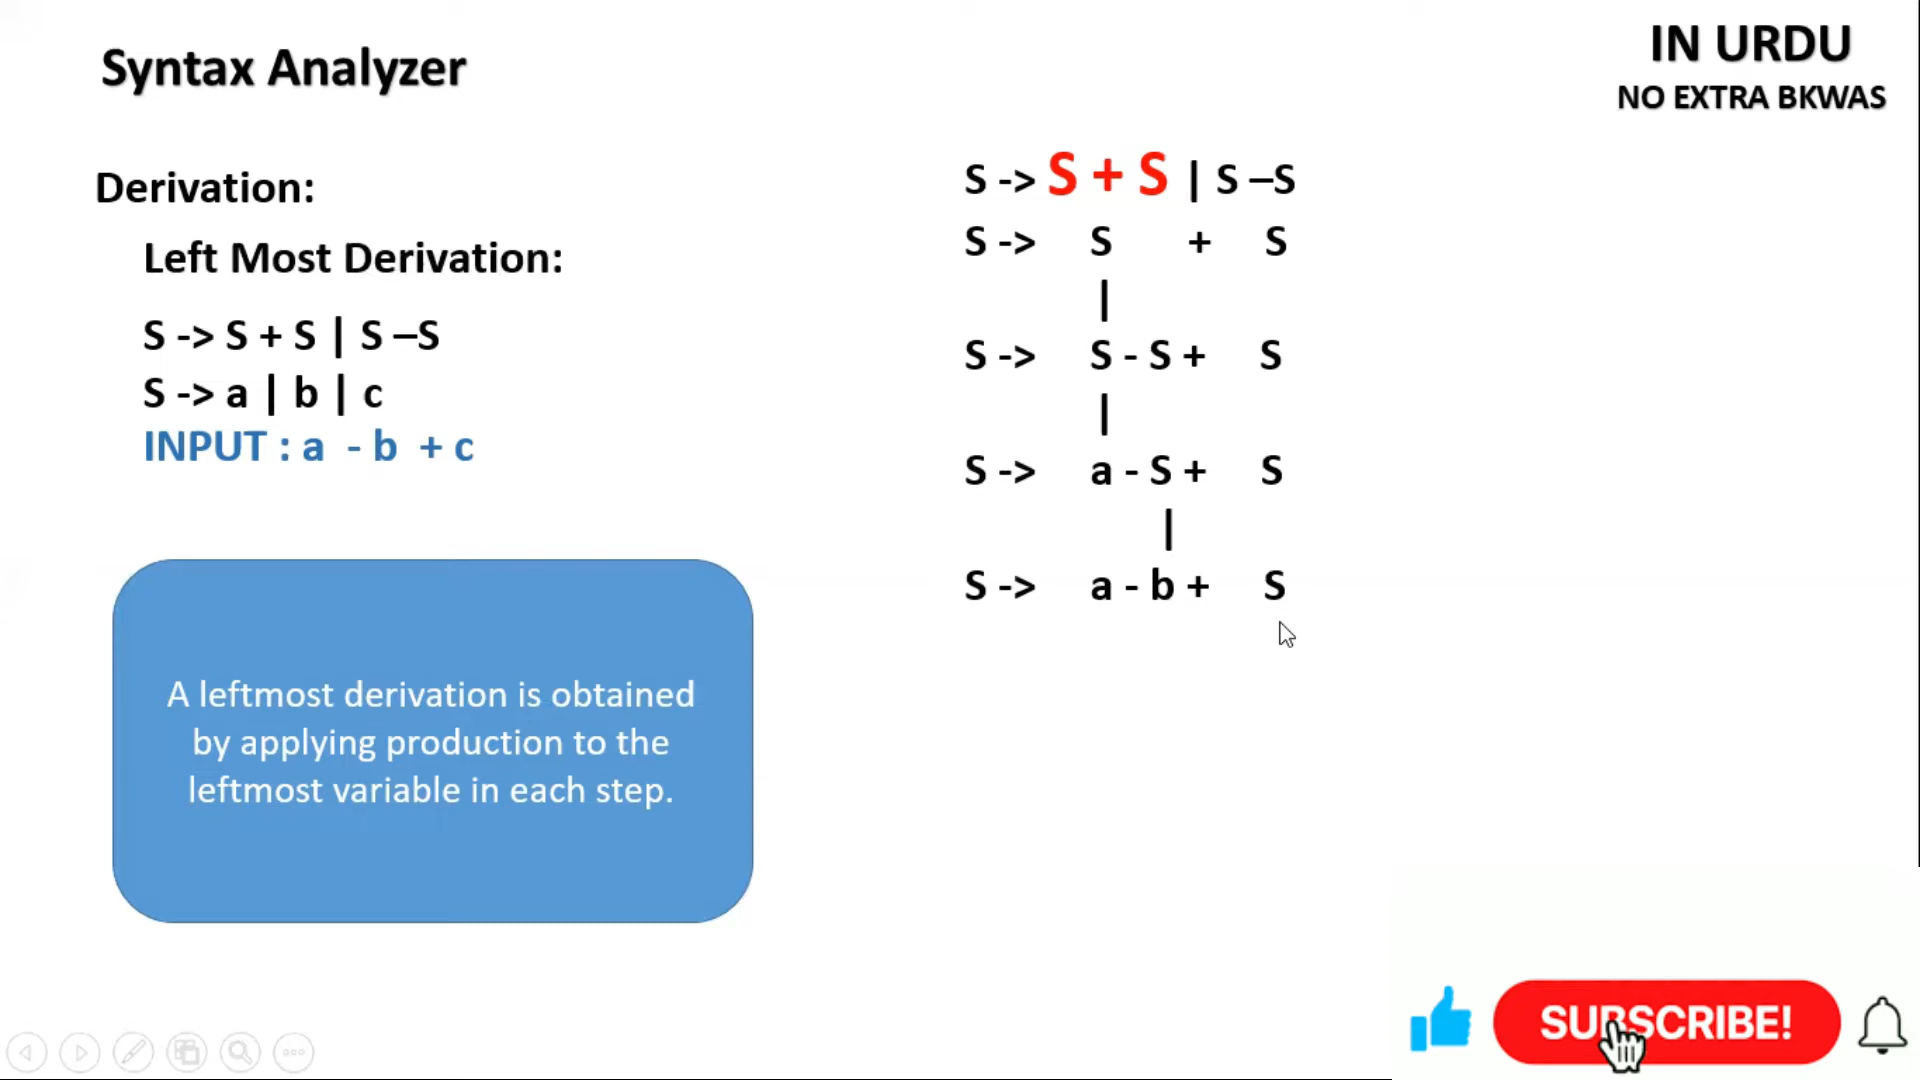 Syntax Analyzer
IN URDU
NO EXTRA BKWAS
Derivation:
Left Most Derivation:
S -> S + S | S –S
S -> a | b | c
INPUT : a - b + c
A leftmost derivation is obtained
by applying production to the
leftmost variable in each step.
S -> S + S | S –S
S -> S + S
|
S -> S - S + S
|
S -> a - S + S
|
S -> a - b + S
SUBSCRIBE!